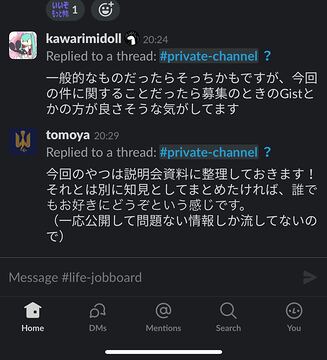 いいぞ
もっとやれ 1
kawarimidoll 20:24
Replied to a thread: #private-channel ?
一般的なものだったらそっちかもですが、今回
の件に関することだったら募集のときのGistと
かの方が良さそうな気がしてます
tomoya 20:29
Replied to a thread: #private-channel ?
今回のやつは説明会資料に整理しておきます！
それとは別に知見としてまとめたければ、誰で
もお好きにどうぞという感じです。
（一応公開して問題ない情報しか流してないの
で）
Message #life-jobboard
Home DMs Mentions Search You